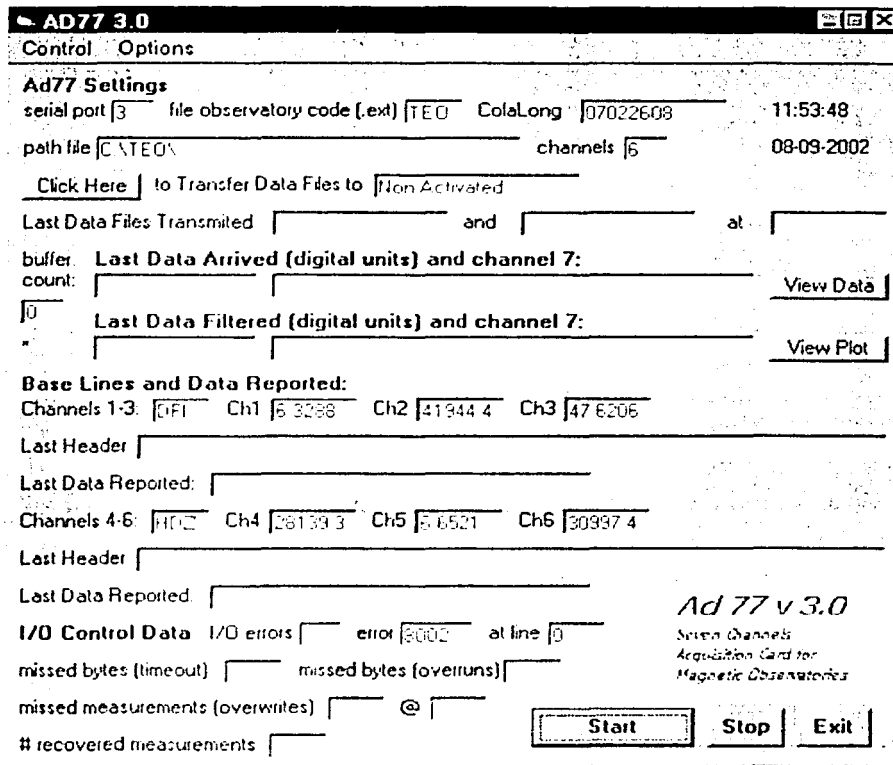 AD77 3.0
Control Options
Ad77 Settings
serial port 3 file observatory code (.ext) TEO ColaLong 07022608 11:53:48
path file C:\TEO\ channels 6 08-09-2002
Click Here to Transfer Data Files to Non Activated
Last Data Files Transmited and at
buffer count: Last Data Arrived (digital units) and channel 7:
View Data
0
Last Data Filtered (digital units) and channel 7:
View Plot
Base Lines and Data Reported:
Channels 1-3: DFI Ch1 6.3288 Ch2 41944.4 Ch3 47.6206
Last Header
Last Data Reported:
Channels 4-6: HDZ Ch4 28139.3 Ch5 6.6521 Ch6 30997.4
Last Header
Last Data Reported.
I/O Control Data I/O errors error 8002 at line 0
missed bytes (timeout) missed bytes (overruns)
missed measurements (overwrites) @
# recovered measurements
Ad 77 v 3.0
Seven Channels
Acquisition Card for
Magnetic Observatories
Start Stop Exit